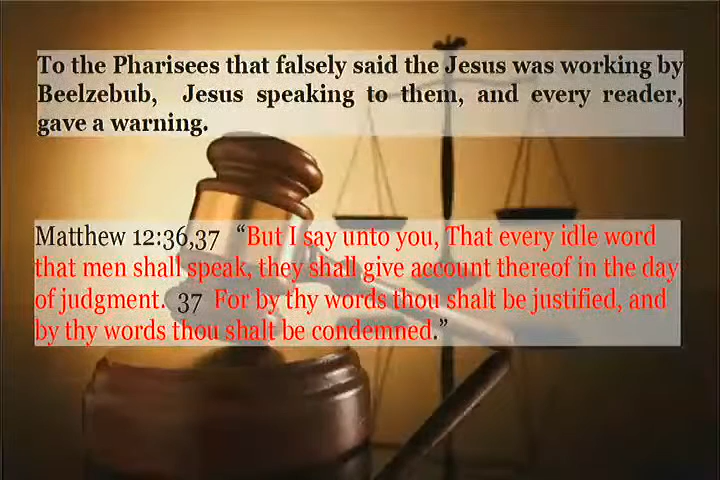 To the Pharisees that falsely said the Jesus was working by
Beelzebub, Jesus speaking to them, and every reader,
gave a warning.
Matthew 12:36,37 “But I say unto you, That every idle word
that men shall speak, they shall give account thereof in the day
of judgment. 37 For by thy words thou shalt be justified, and
by thy words thou shalt be condemned.”